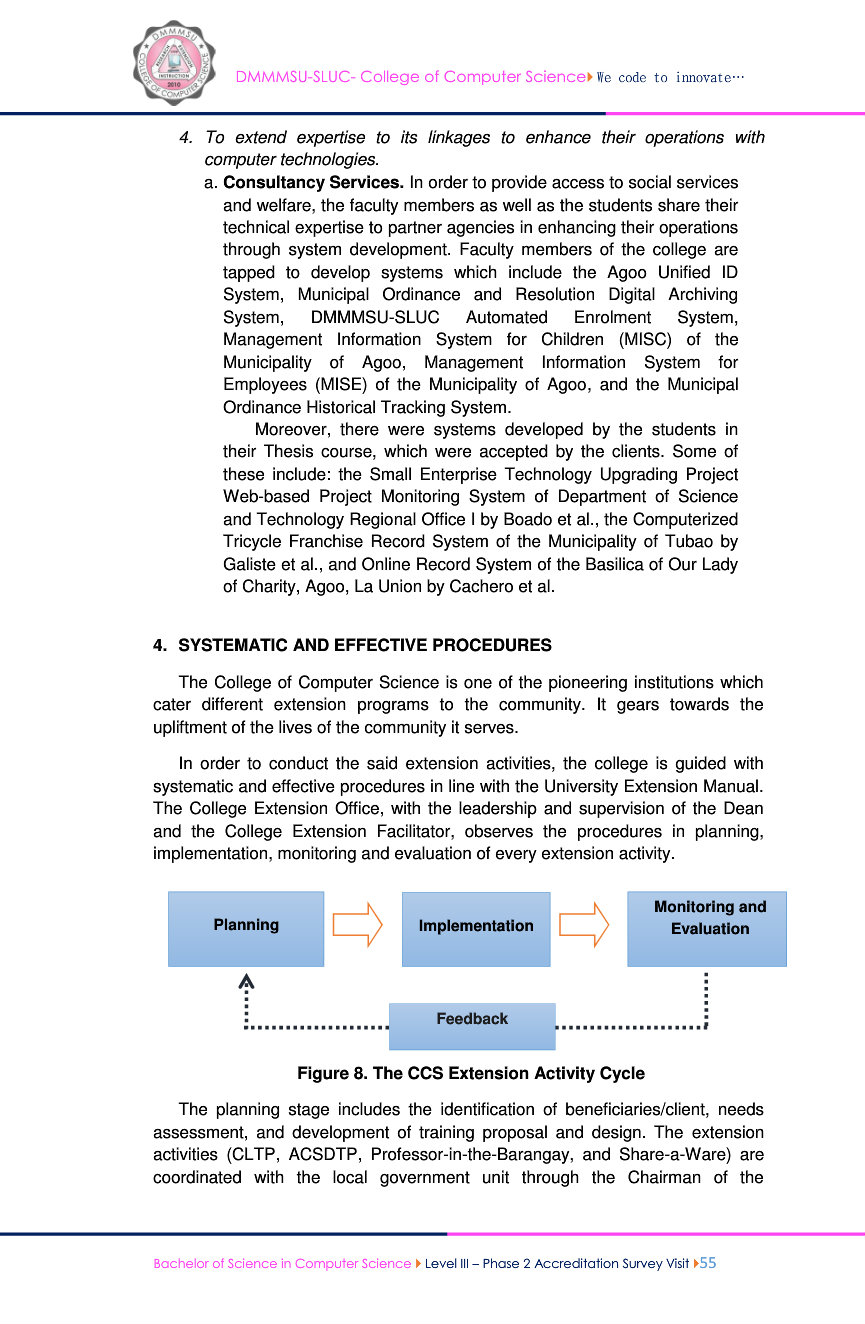 DMMMSU
RESEARCH
EXTENSION
INSTRUCTION
2010
COLLEGE OF COMPUTER SCIENCE
DMMMSU-SLUC- College of Computer Science We code to innovate…
4. To extend expertise to its linkages to enhance their operations with
computer technologies.
a. Consultancy Services. In order to provide access to social services
and welfare, the faculty members as well as the students share their
technical expertise to partner agencies in enhancing their operations
through system development. Faculty members of the college are
tapped to develop systems which include the Agoo Unified ID
System, Municipal Ordinance and Resolution Digital Archiving
System, DMMMSU-SLUC Automated Enrolment System,
Management Information System for Children (MISC) of the
Municipality of Agoo, Management Information System for
Employees (MISE) of the Municipality of Agoo, and the Municipal
Ordinance Historical Tracking System.
Moreover, there were systems developed by the students in
their Thesis course, which were accepted by the clients. Some of
these include: the Small Enterprise Technology Upgrading Project
Web-based Project Monitoring System of Department of Science
and Technology Regional Office I by Boado et al., the Computerized
Tricycle Franchise Record System of the Municipality of Tubao by
Galiste et al., and Online Record System of the Basilica of Our Lady
of Charity, Agoo, La Union by Cachero et al.
4. SYSTEMATIC AND EFFECTIVE PROCEDURES
The College of Computer Science is one of the pioneering institutions which
cater different extension programs to the community. It gears towards the
upliftment of the lives of the community it serves.
In order to conduct the said extension activities, the college is guided with
systematic and effective procedures in line with the University Extension Manual.
The College Extension Office, with the leadership and supervision of the Dean
and the College Extension Facilitator, observes the procedures in planning,
implementation, monitoring and evaluation of every extension activity.
Planning
Implementation
Monitoring and
Evaluation
Feedback
Figure 8. The CCS Extension Activity Cycle
The planning stage includes the identification of beneficiaries/client, needs
assessment, and development of training proposal and design. The extension
activities (CLTP, ACSDTP, Professor-in-the-Barangay, and Share-a-Ware) are
coordinated with the local government unit through the Chairman of the
Bachelor of Science in Computer Science Level III – Phase 2 Accreditation Survey Visit 55